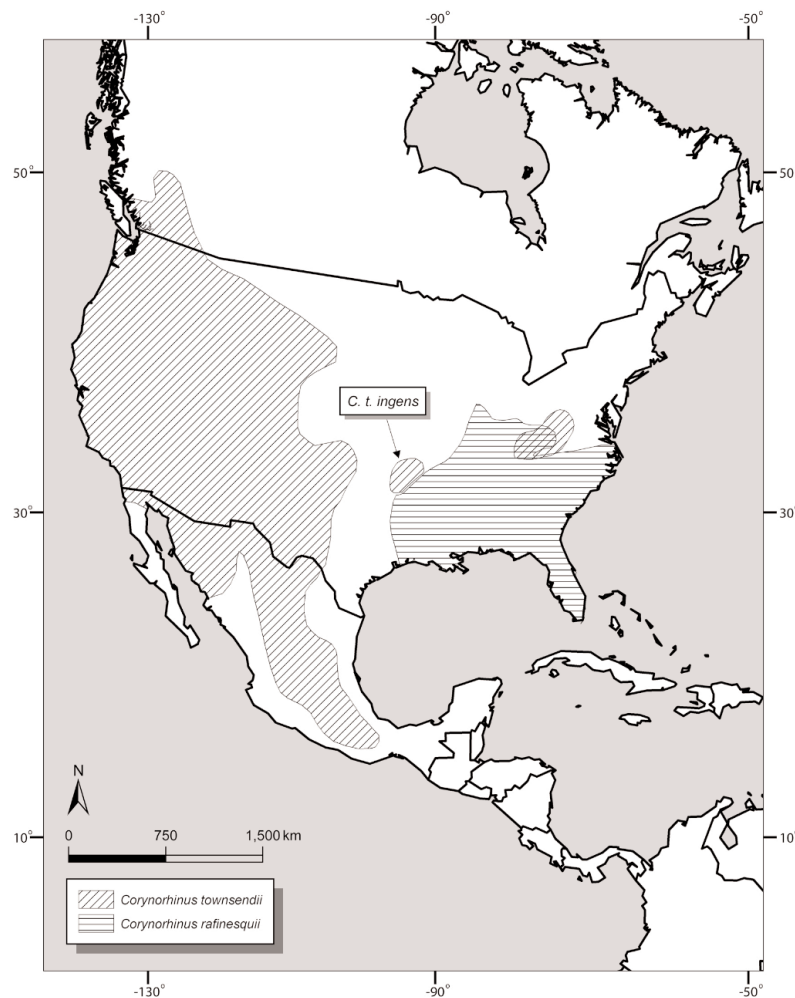 -130° -90° -50°
50° 50
C. t. ingens
30° 30
N
0 750 1,500 km
10° 10
Corynorhinus townsendii
Corynorhinus rafinesquii
-130° -90° -50°